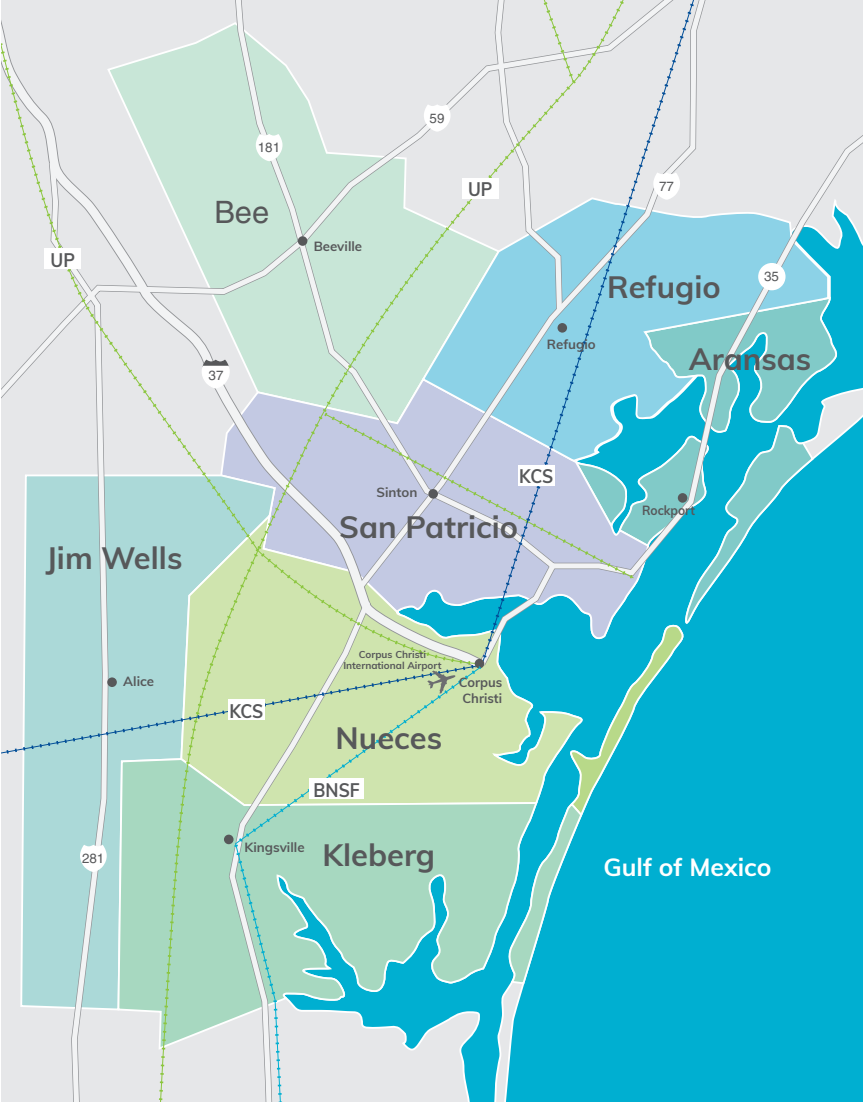 59
181
UP
77
Bee
Beeville
UP
35
Refugio
Refugio
Aransas
37
KCS
Sinton
Rockport
San Patricio
Jim Wells
Corpus Christi
International Airport
Corpus
Christi
Alice
KCS
Nueces
BNSF
Kingsville
Kleberg
281
Gulf of Mexico